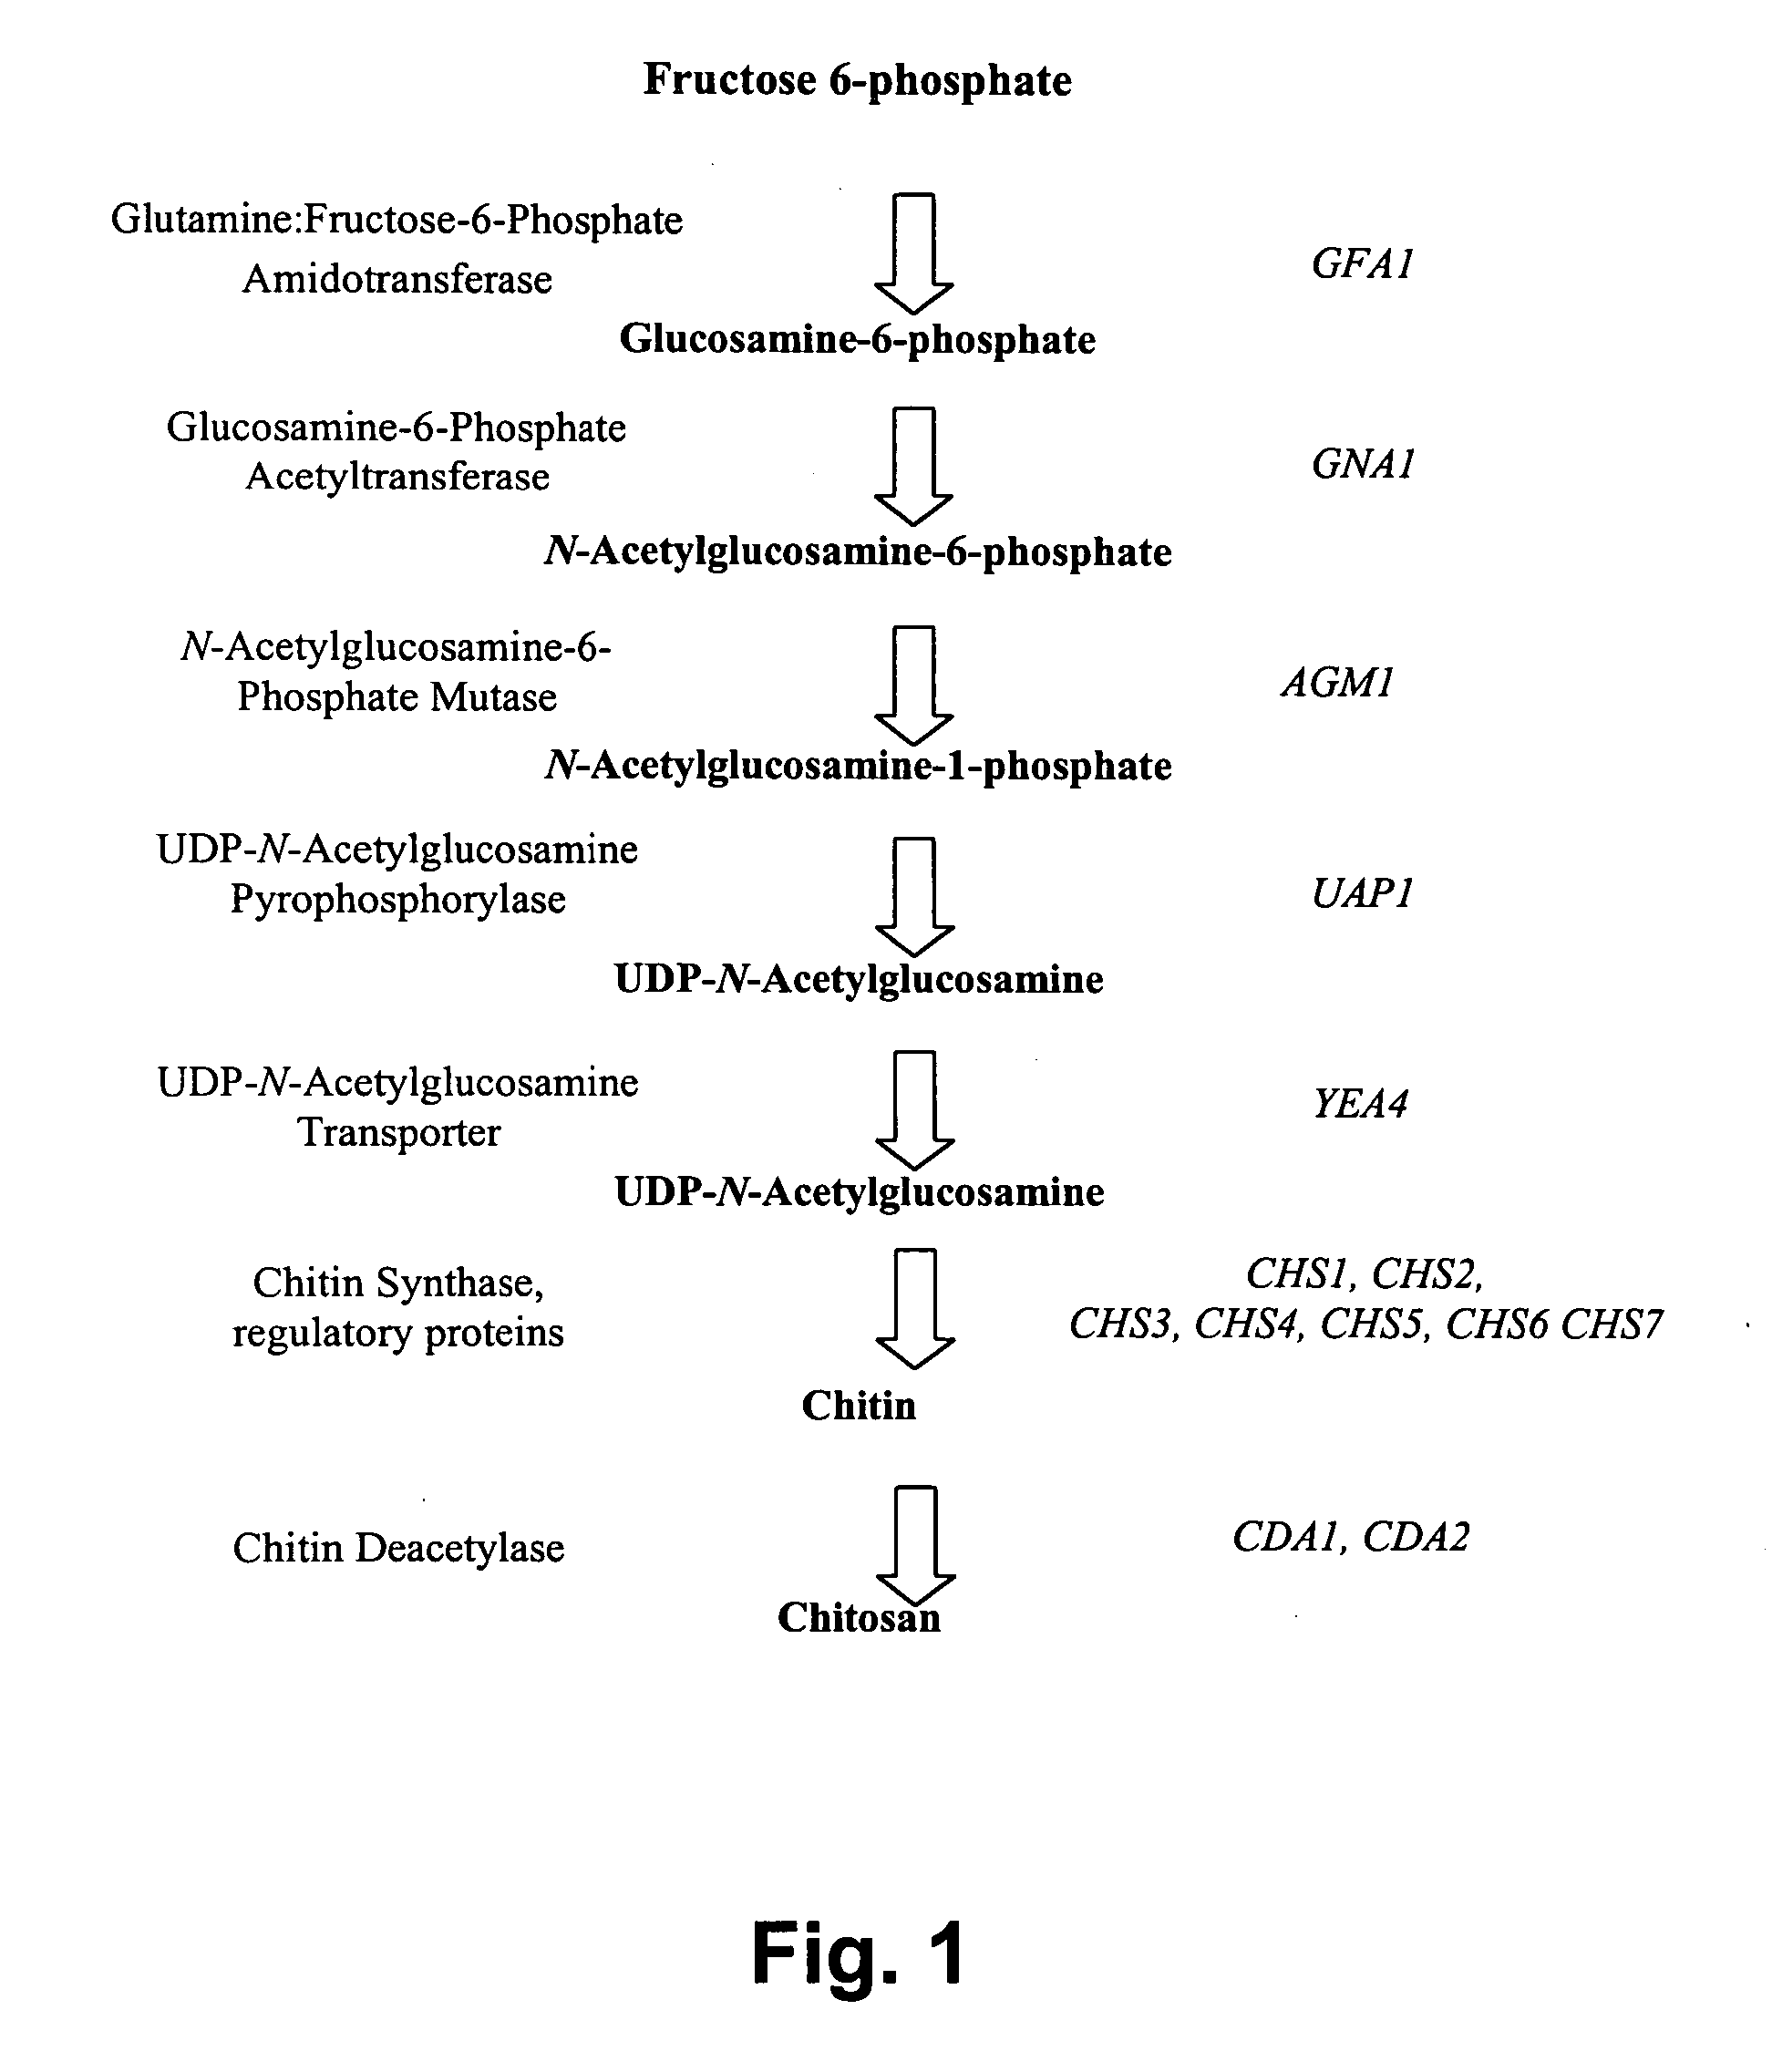 Fructose 6-phosphate
Glutamine:Fructose-6-Phosphate
Amidotransferase
GFA1
Glucosamine-6-phosphate
Glucosamine-6-Phosphate
Acetyltransferase
GNA1
N-Acetylglucosamine-6-phosphate
N-Acetylglucosamine-6-
Phosphate Mutase
AGM1
N-Acetylglucosamine-1-phosphate
UDP-N-Acetylglucosamine
Pyrophosphorylase
UAP1
UDP-N-Acetylglucosamine
UDP-N-Acetylglucosamine
Transporter
YEA4
UDP-N-Acetylglucosamine
Chitin Synthase,
regulatory proteins
CHS1, CHS2,
CHS3, CHS4, CHS5, CHS6 CHS7
Chitin
Chitin Deacetylase
CDA1, CDA2
Chitosan
Fig. 1